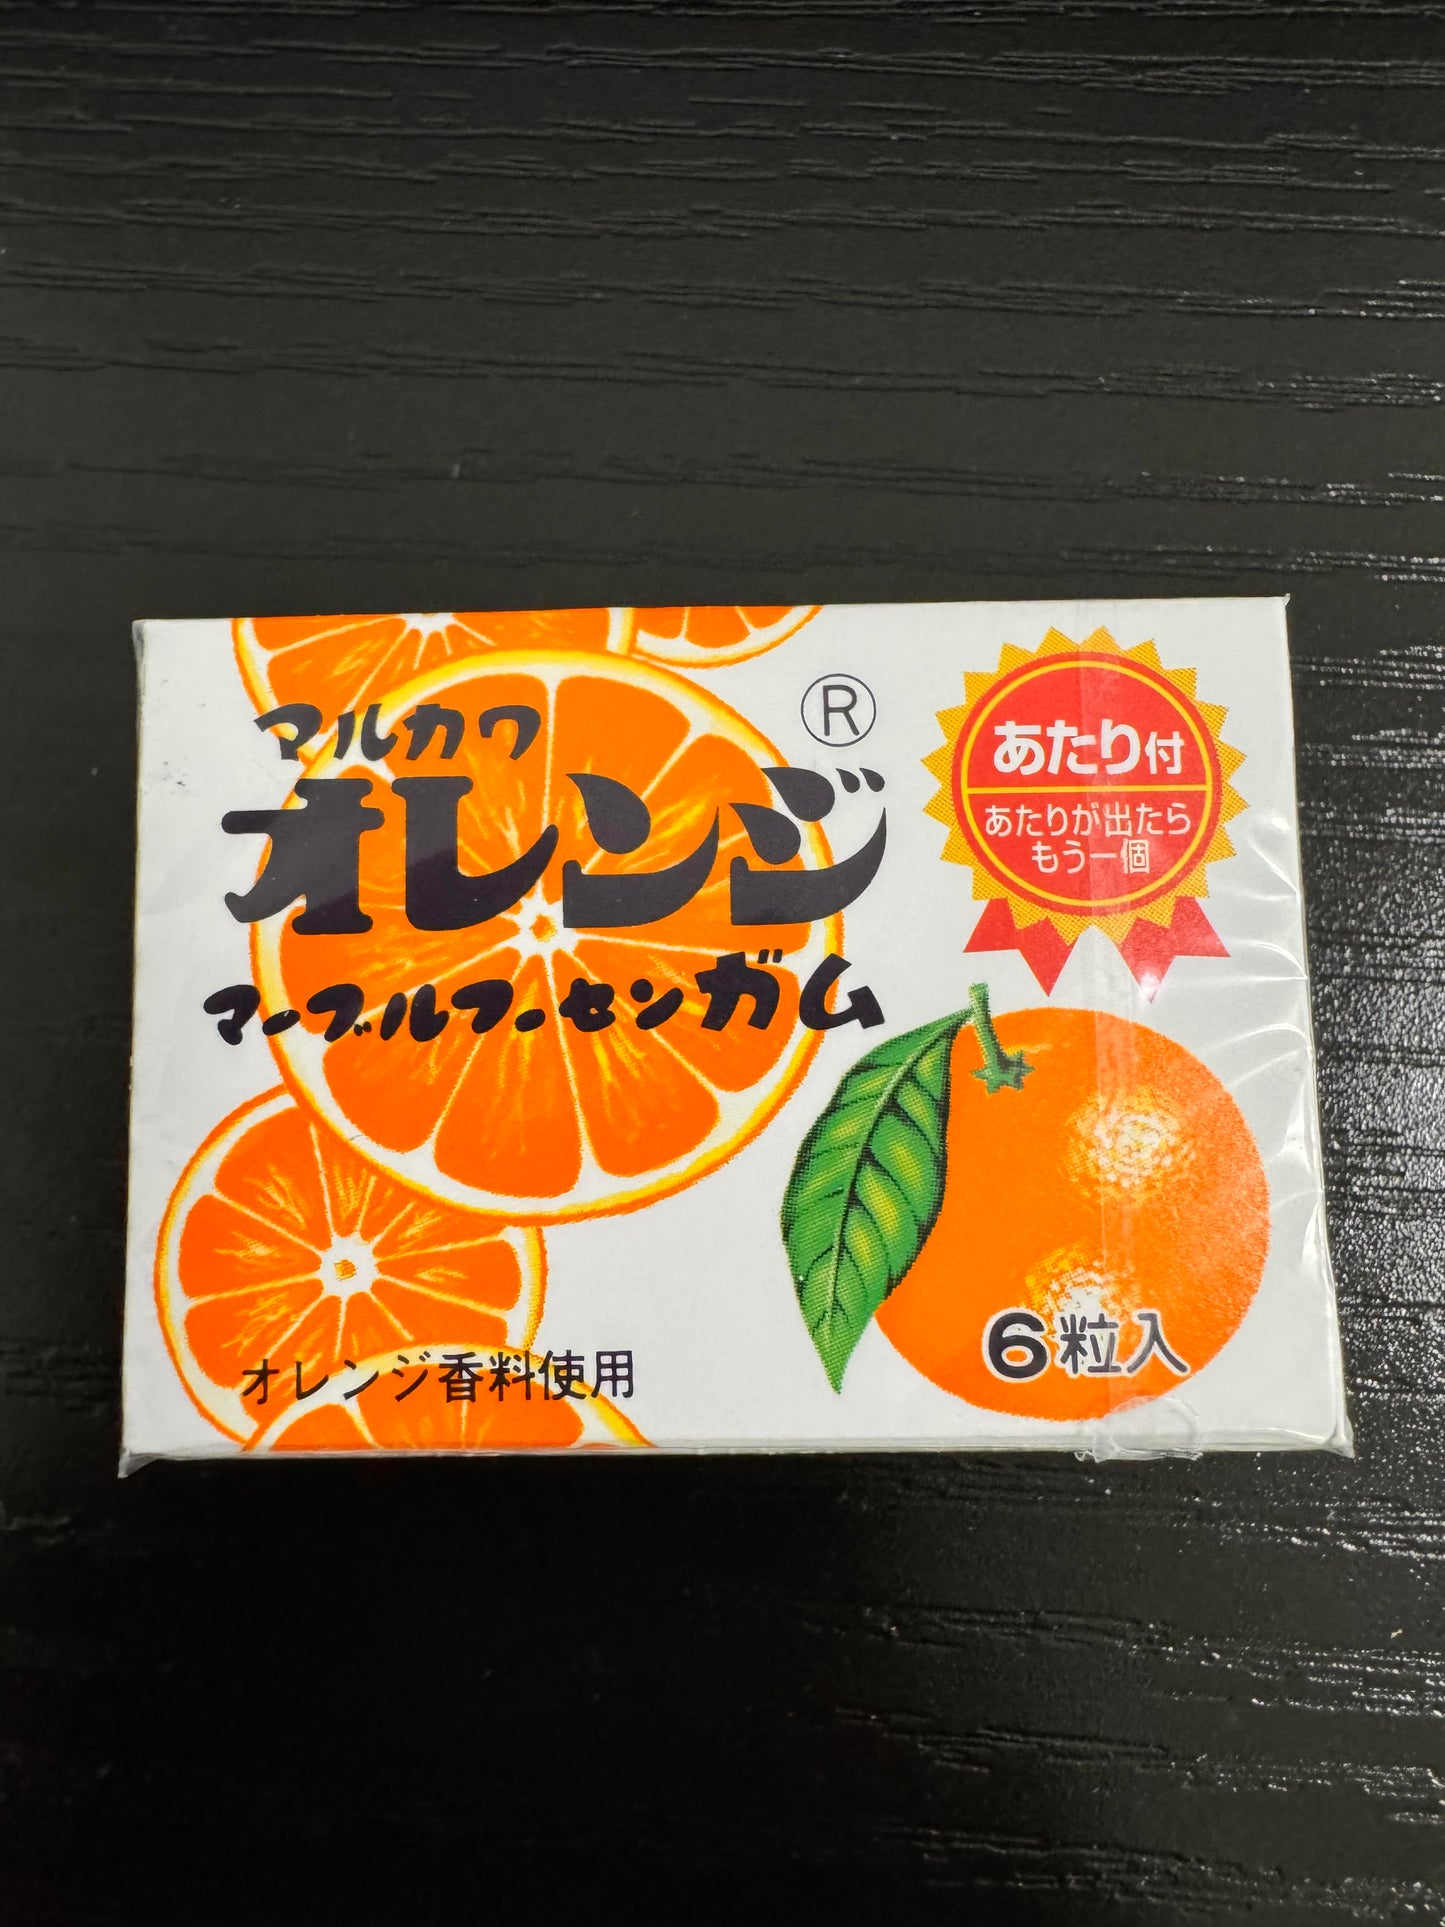 マルカワ
オレンジ
®
マーブルフーセンガム
あたり付
あたりが出たら
もう一個
オレンジ香料使用
6粒入